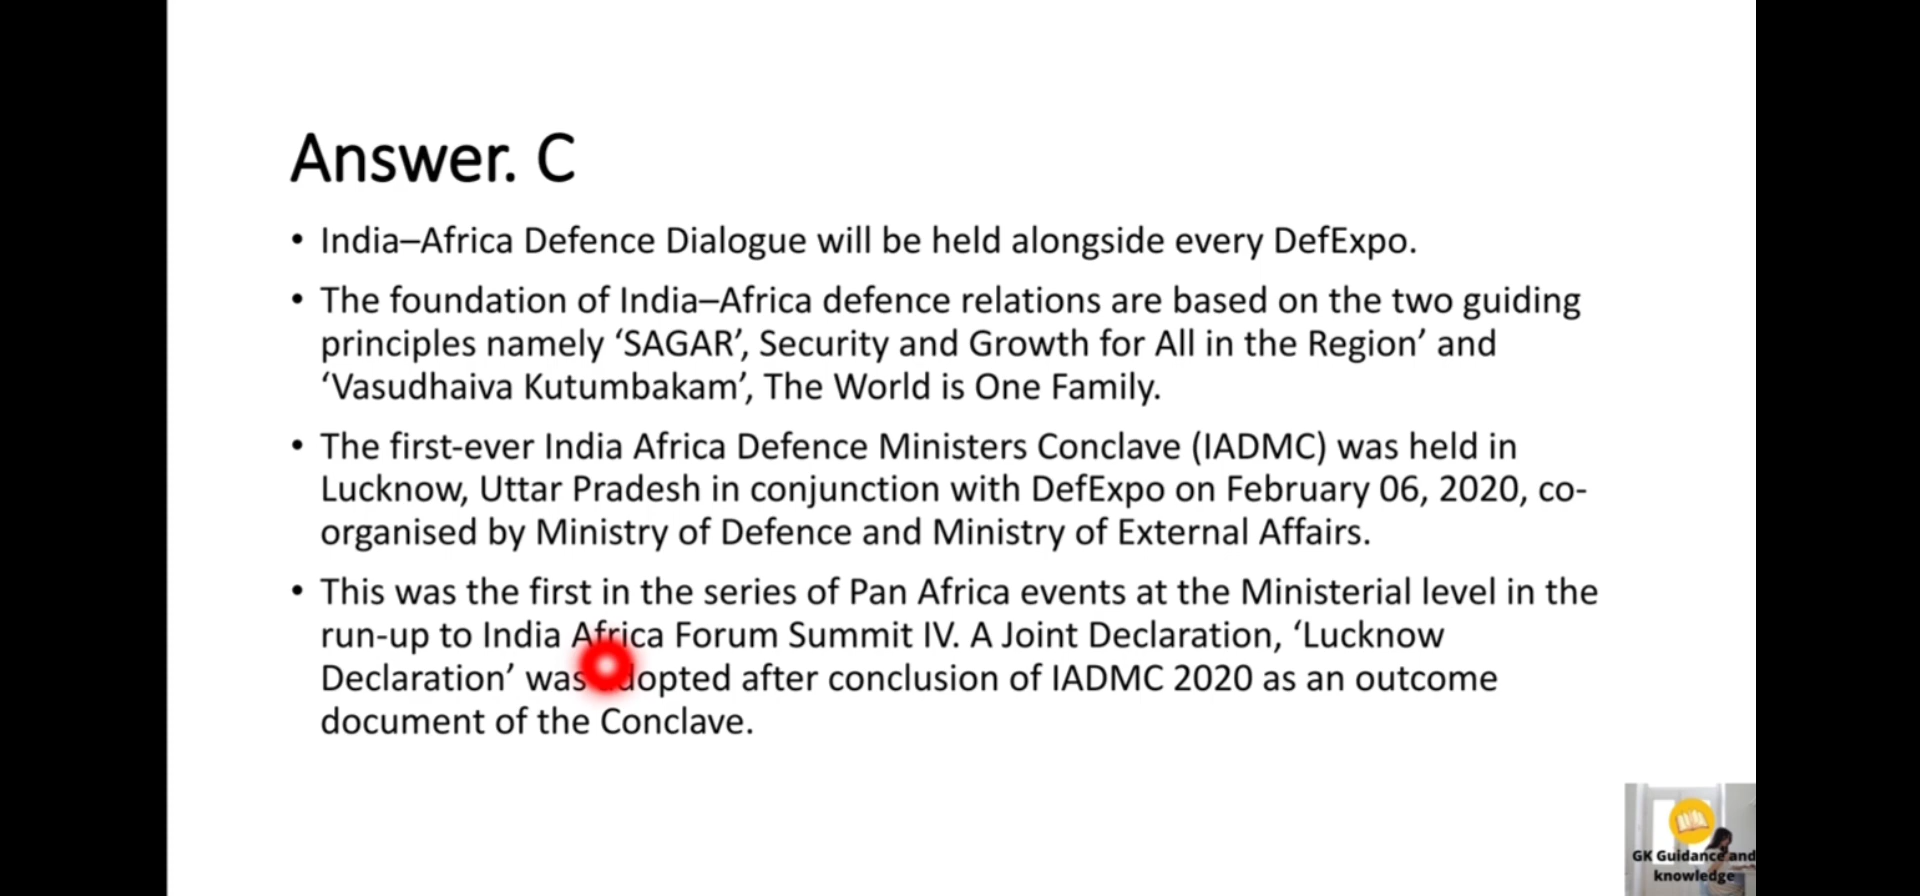 Answer. C
• India–Africa Defence Dialogue will be held alongside every DefExpo.
• The foundation of India–Africa defence relations are based on the two guiding
principles namely ‘SAGAR’, Security and Growth for All in the Region’ and
‘Vasudhaiva Kutumbakam’, The World is One Family.
• The first-ever India Africa Defence Ministers Conclave (IADMC) was held in
Lucknow, Uttar Pradesh in conjunction with DefExpo on February 06, 2020, co-
organised by Ministry of Defence and Ministry of External Affairs.
• This was the first in the series of Pan Africa events at the Ministerial level in the
run-up to India Africa Forum Summit IV. A Joint Declaration, ‘Lucknow
Declaration’ was adopted after conclusion of IADMC 2020 as an outcome
document of the Conclave.
GK Guidance and
knowledge